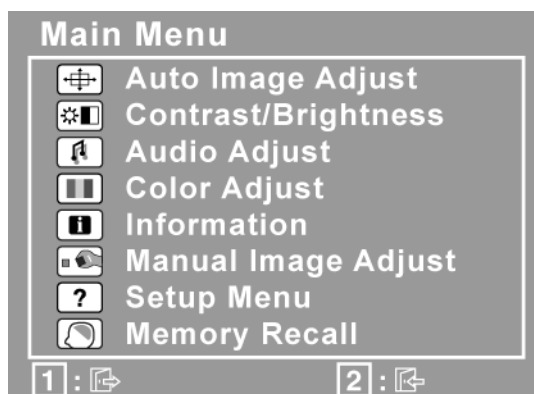 Main Menu
Auto Image Adjust
Contrast/Brightness
Audio Adjust
Color Adjust
i Information
Manual Image Adjust
? Setup Menu
Memory Recall
1 : 2 :